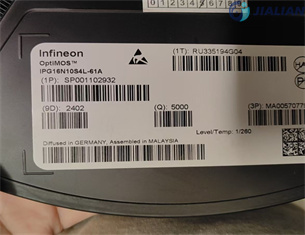 JIALIAN
Infineon
OptiMOS™
IPG16N10S4L-61A
(1P): SP001102932
(1T): RU335194G04
(9D): 2402
(Q): 5000
(3P): MA0057077
Level/Temp: 1/260
Diffused in GERMANY, Assembled in MALAYSIA